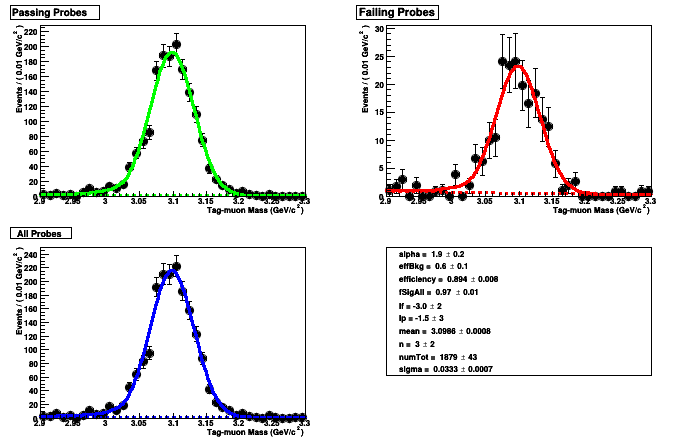 Passing Probes
Events / ( 0.01 GeV/c² )
220
200
180
160
140
120
100
80
60
40
20
0
2.9 2.95 3 3.05 3.1 3.15 3.2 3.25 3.3
Tag-muon Mass (GeV/c²)
Failing Probes
Events / ( 0.01 GeV/c² )
30
25
20
15
10
5
0
2.9 2.95 3 3.05 3.1 3.15 3.2 3.25 3.3
Tag-muon Mass (GeV/c²)
All Probes
Events / ( 0.01 GeV/c² )
240
220
200
180
160
140
120
100
80
60
40
20
0
2.9 2.95 3 3.05 3.1 3.15 3.2 3.25 3.3
Tag-muon Mass (GeV/c²)
alpha = 1.9 ± 0.2
effBkg = 0.6 ± 0.1
efficiency = 0.894 ± 0.008
fSigAll = 0.97 ± 0.01
lf = -3.0 ± 2
lp = -1.5 ± 3
mean = 3.0986 ± 0.0008
n = 3 ± 2
numTot = 1879 ± 43
sigma = 0.0333 ± 0.0007